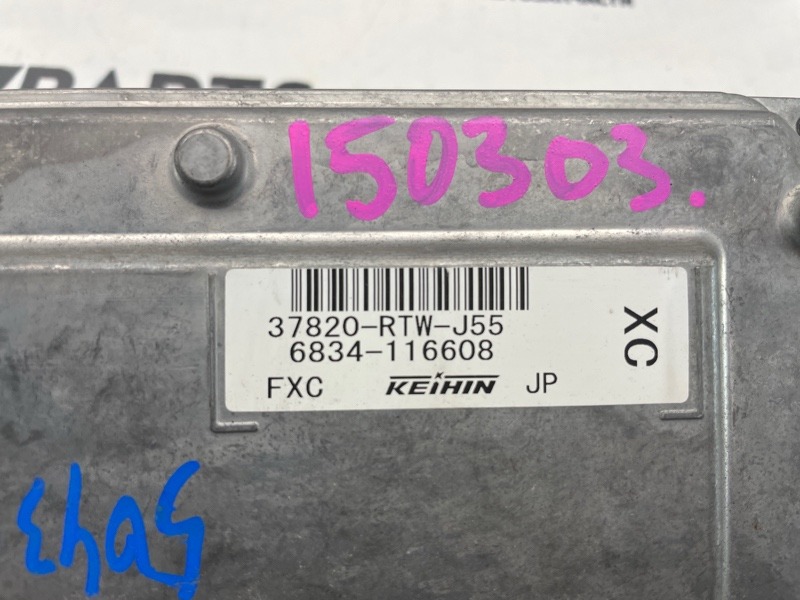 150303.
37820-RTW-J55
6834-116608
XC
FXC KEIHIN JP